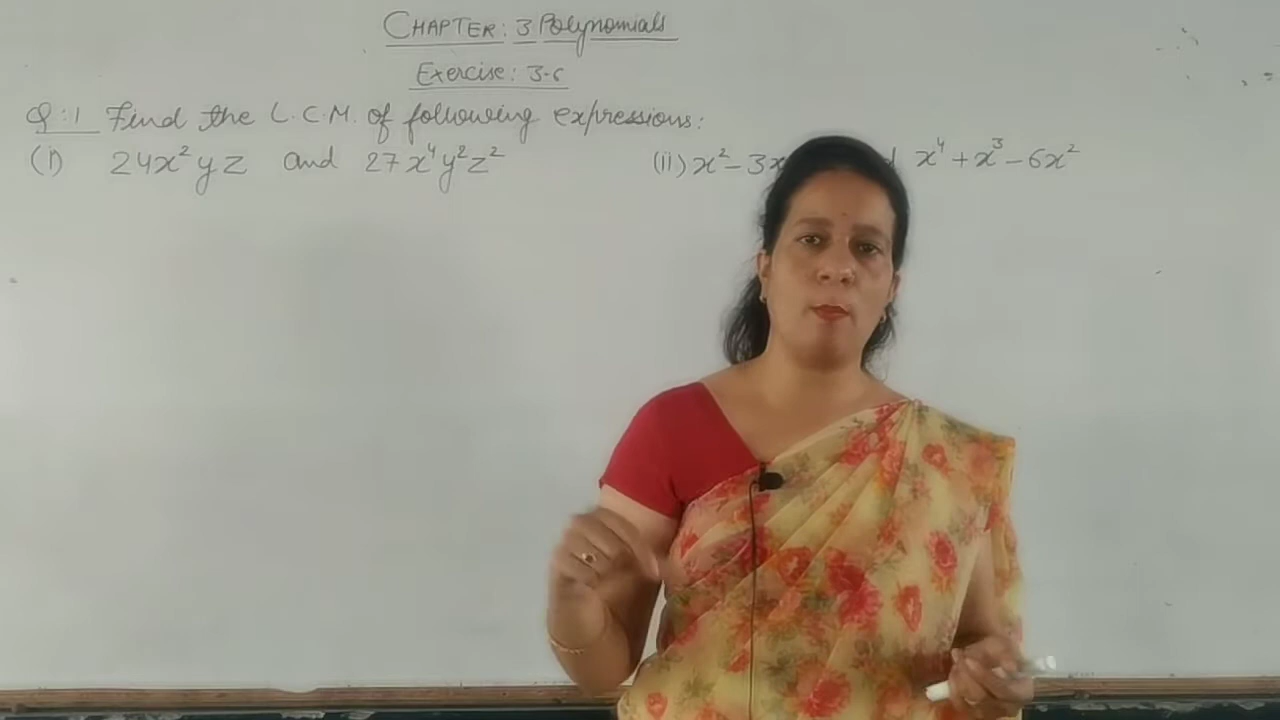 CHAPTER: 3 Polynomials
Exercise: 3.6
Q:1 Find the L.C.M. of following expressions:
(i) 24x²yz and 27x⁴y²z² (ii) x²-3x x⁴+x³-6x²